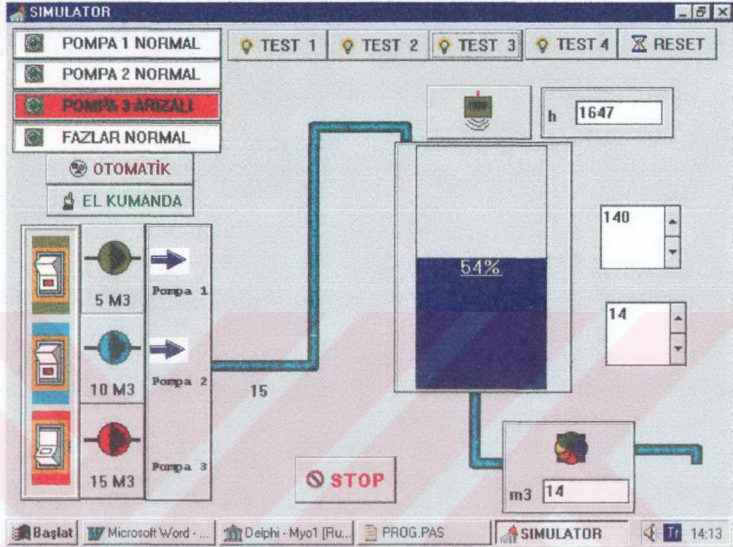 SIMULATOR
POMPA 1 NORMAL
POMPA 2 NORMAL
POMPA 3 ARIZALI
FAZLAR NORMAL
TEST 1
TEST 2
TEST 3
TEST 4
RESET
OTOMATİK
EL KUMANDA
h 1647
140
54%
14
5 M3
Pompa 1
10 M3
Pompa 2
15 M3
Pompa 3
15
STOP
m3 14
Başlat
Microsoft Word - ...
Delphi - Myo1 [Ru...
PROG.PAS
SIMULATOR
Tr
14:13